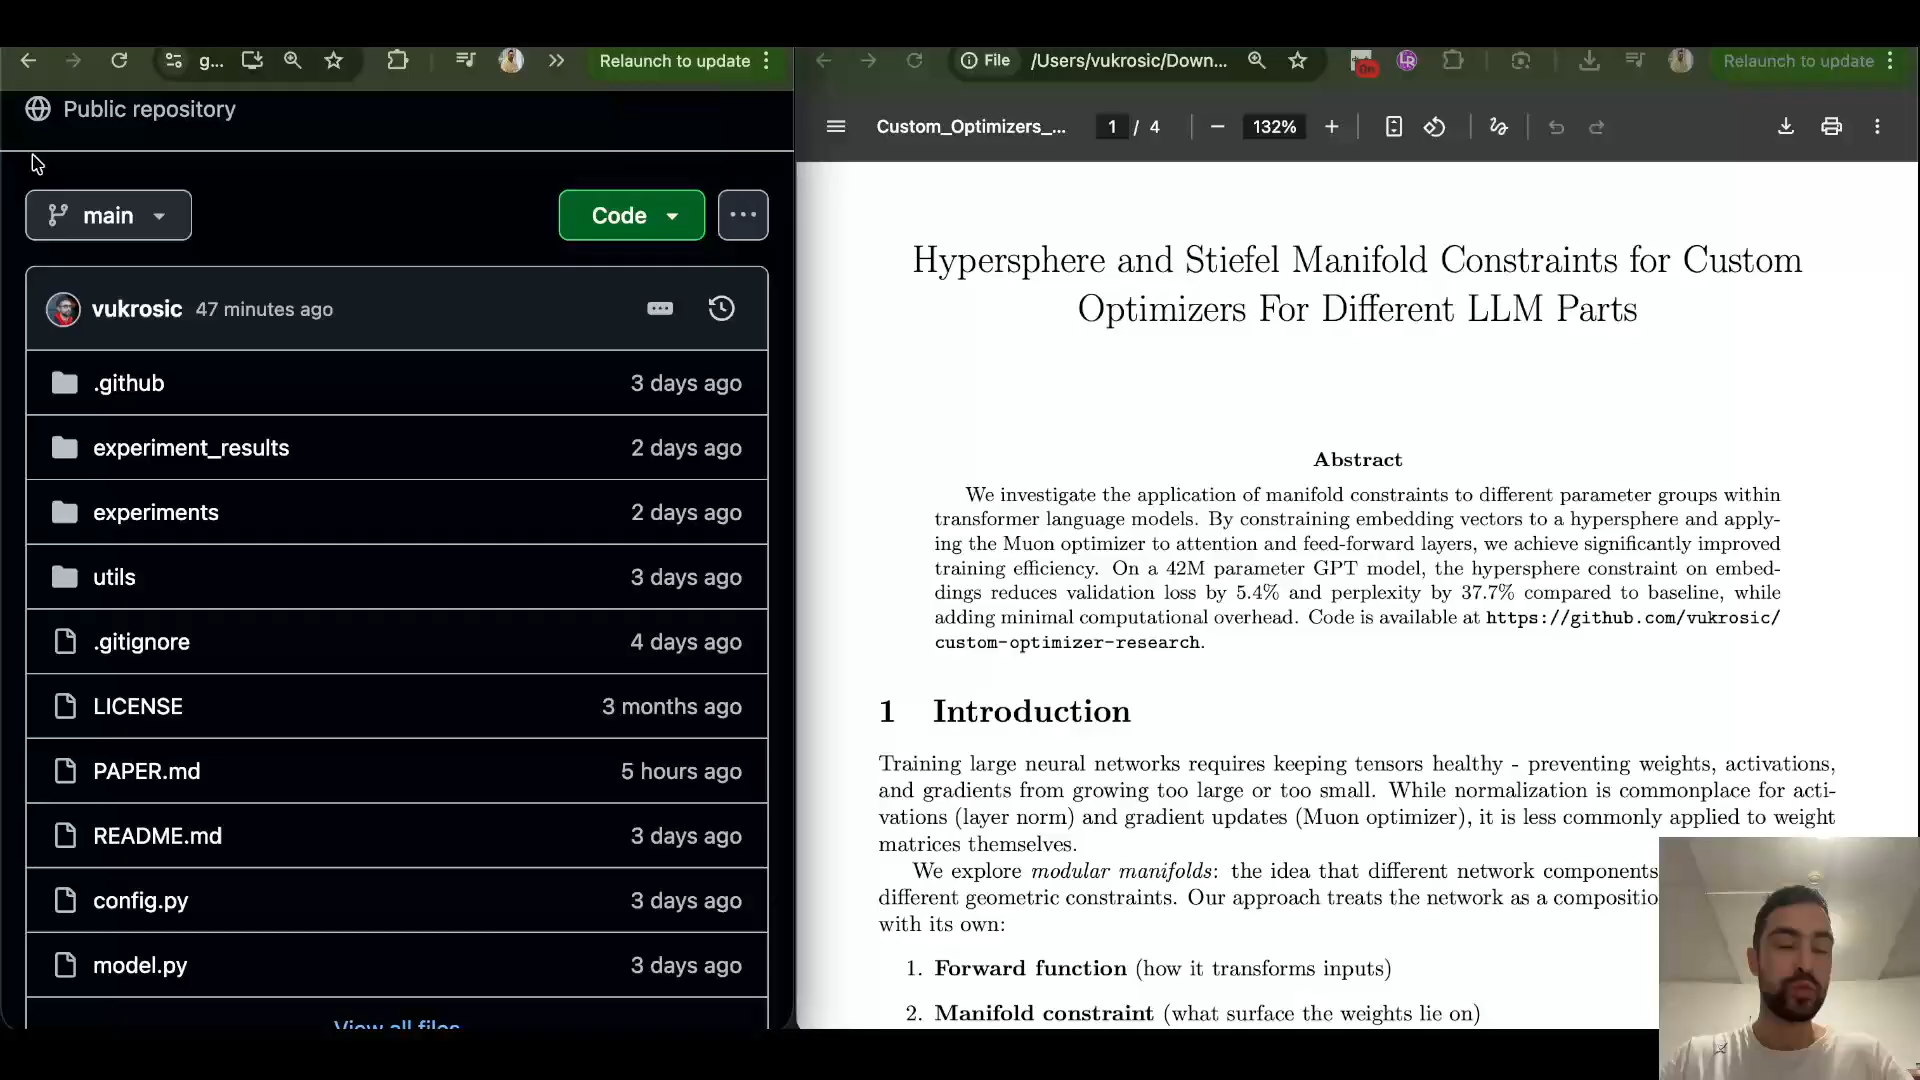 g...
Relaunch to update
Public repository
main
Code
vukrosic 47 minutes ago
.github 3 days ago
experiment_results 2 days ago
experiments 2 days ago
utils 3 days ago
.gitignore 4 days ago
LICENSE 3 months ago
PAPER.md 5 hours ago
README.md 3 days ago
config.py 3 days ago
model.py 3 days ago
View all files
File /Users/vukrosic/Down...
On
Relaunch to update
Custom_Optimizers_... 1 / 4 − 132% +
Hypersphere and Stiefel Manifold Constraints for Custom
Optimizers For Different LLM Parts
Abstract
We investigate the application of manifold constraints to different parameter groups within
transformer language models. By constraining embedding vectors to a hypersphere and apply-
ing the Muon optimizer to attention and feed-forward layers, we achieve significantly improved
training efficiency. On a 42M parameter GPT model, the hypersphere constraint on embed-
dings reduces validation loss by 5.4% and perplexity by 37.7% compared to baseline, while
adding minimal computational overhead. Code is available at https://github.com/vukrosic/
custom-optimizer-research.
1 Introduction
Training large neural networks requires keeping tensors healthy - preventing weights, activations,
and gradients from growing too large or too small. While normalization is commonplace for acti-
vations (layer norm) and gradient updates (Muon optimizer), it is less commonly applied to weight
matrices themselves.
We explore modular manifolds: the idea that different network components
different geometric constraints. Our approach treats the network as a compositio
with its own:
1. Forward function (how it transforms inputs)
2. Manifold constraint (what surface the weights lie on)